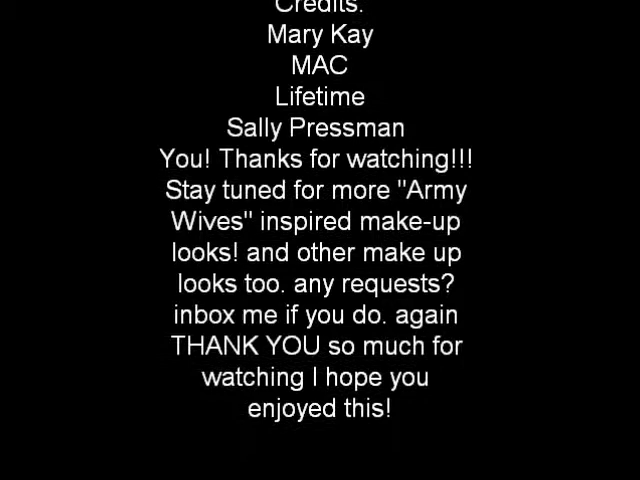 Credits.
Mary Kay
MAC
Lifetime
Sally Pressman
You! Thanks for watching!!!
Stay tuned for more "Army
Wives" inspired make-up
looks! and other make up
looks too. any requests?
inbox me if you do. again
THANK YOU so much for
watching I hope you
enjoyed this!